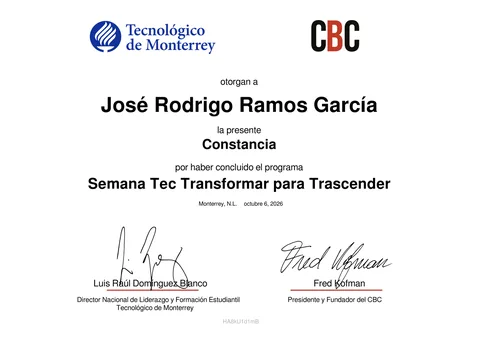 Tecnológico
de Monterrey
CBC
otorgan a
José Rodrigo Ramos García
la presente
Constancia
por haber concluido el programa
Semana Tec Transformar para Trascender
Monterrey, N.L. octubre 6, 2026
Fred Kofman
Luis Raúl Domínguez Blanco
Fred Kofman
Director Nacional de Liderazgo y Formación Estudiantil
Tecnológico de Monterrey
Presidente y Fundador del CBC